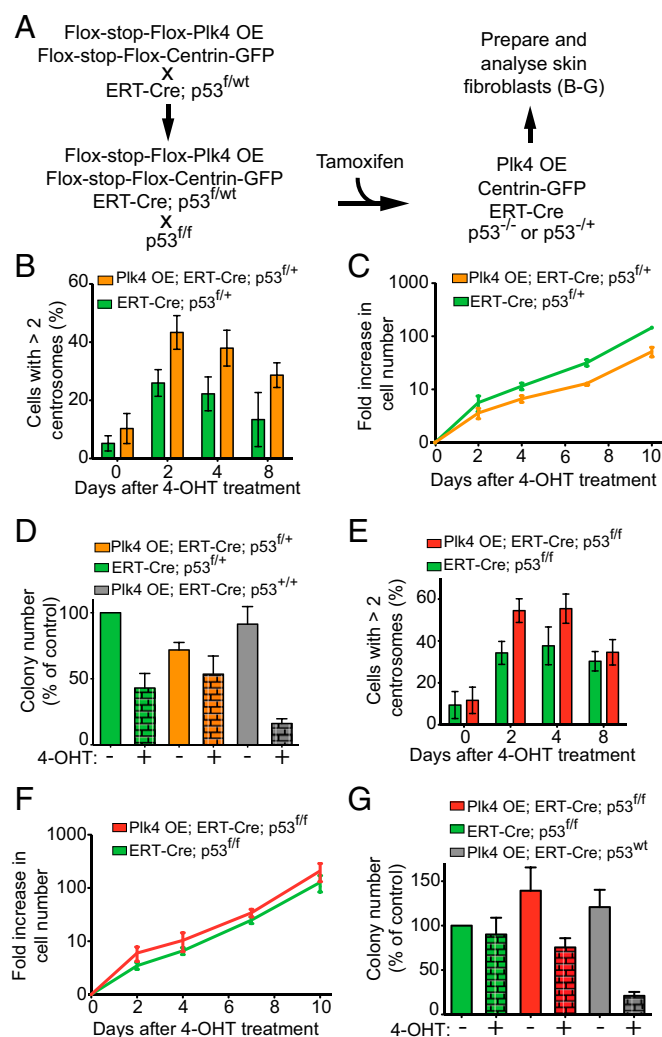 A
Flox-stop-Flox-Plk4 OE
Flox-stop-Flox-Centrin-GFP
x
ERT-Cre; p53f/wt
Flox-stop-Flox-Plk4 OE
Flox-stop-Flox-Centrin-GFP
ERT-Cre; p53f/wt
x
p53f/f
Tamoxifen
Prepare and
analyse skin
fibroblasts (B-G)
Plk4 OE
Centrin-GFP
ERT-Cre
p53-/- or p53-/+
B
Plk4 OE; ERT-Cre; p53f/+
ERT-Cre; p53f/+
Cells with > 2
centrosomes (%)
60
40
20
0
0 2 4 8
Days after 4-OHT treatment
C
Plk4 OE; ERT-Cre; p53f/+
ERT-Cre; p53f/+
Fold increase in
cell number
1000
100
10
0
0 2 4 6 8 10
Days after 4-OHT treatment
D
Plk4 OE; ERT-Cre; p53f/+
ERT-Cre; p53f/+
Plk4 OE; ERT-Cre; p53+/+
Colony number
(% of control)
100
50
0
4-OHT: - + - + - +
E
Plk4 OE; ERT-Cre; p53f/f
ERT-Cre; p53f/f
Cells with > 2
centrosomes (%)
60
40
20
0
0 2 4 8
Days after 4-OHT treatment
F
Plk4 OE; ERT-Cre; p53f/f
ERT-Cre; p53f/f
Fold increase in
cell number
1000
100
10
0
0 2 4 6 8 10
Days after 4-OHT treatment
G
Plk4 OE; ERT-Cre; p53f/f
ERT-Cre; p53f/f
Plk4 OE; ERT-Cre; p53wt
Colony number
(% of control)
150
100
50
0
4-OHT: - + - + - +